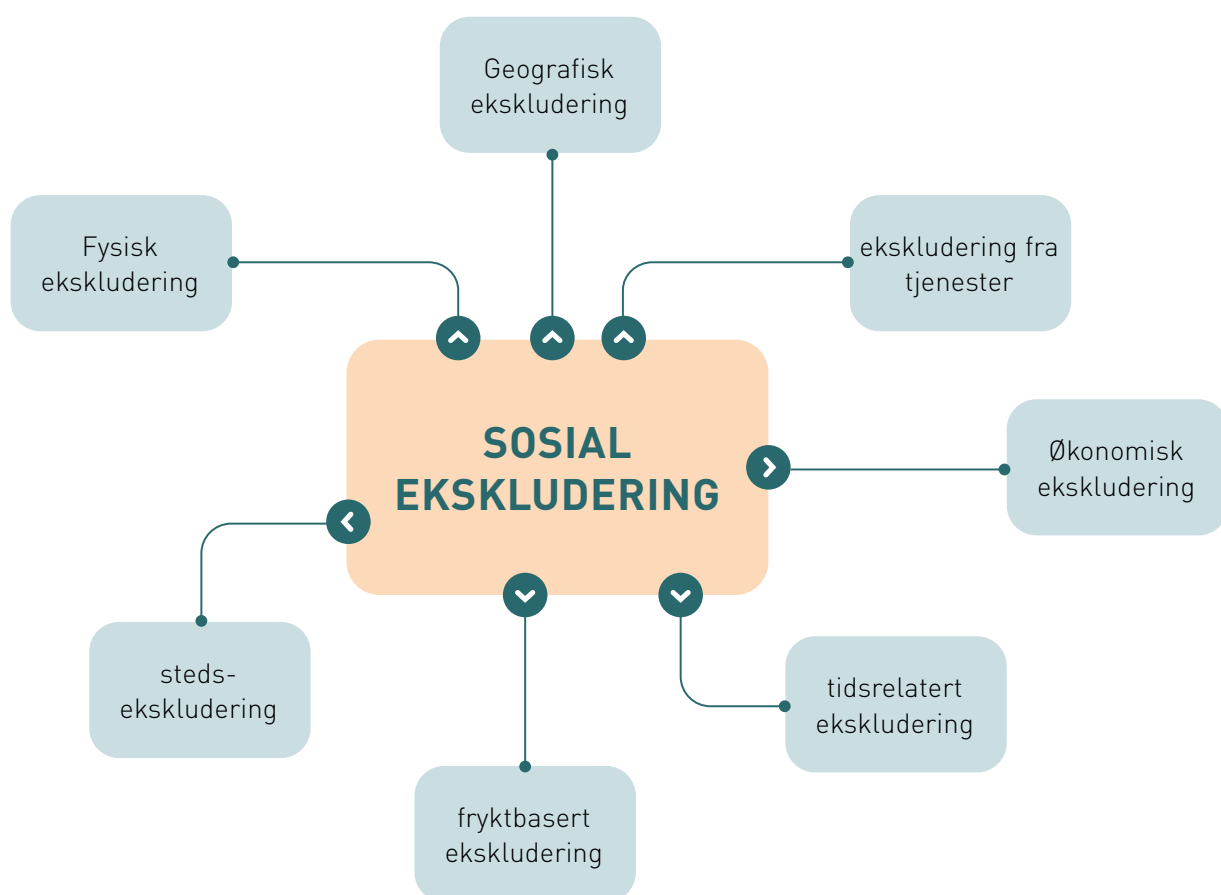 Geografisk
ekskludering
Fysisk
ekskludering
ekskludering fra
tjenester
SOSIAL
EKSKLUDERING
Økonomisk
ekskludering
steds-
ekskludering
tidsrelatert
ekskludering
fryktbasert
ekskludering